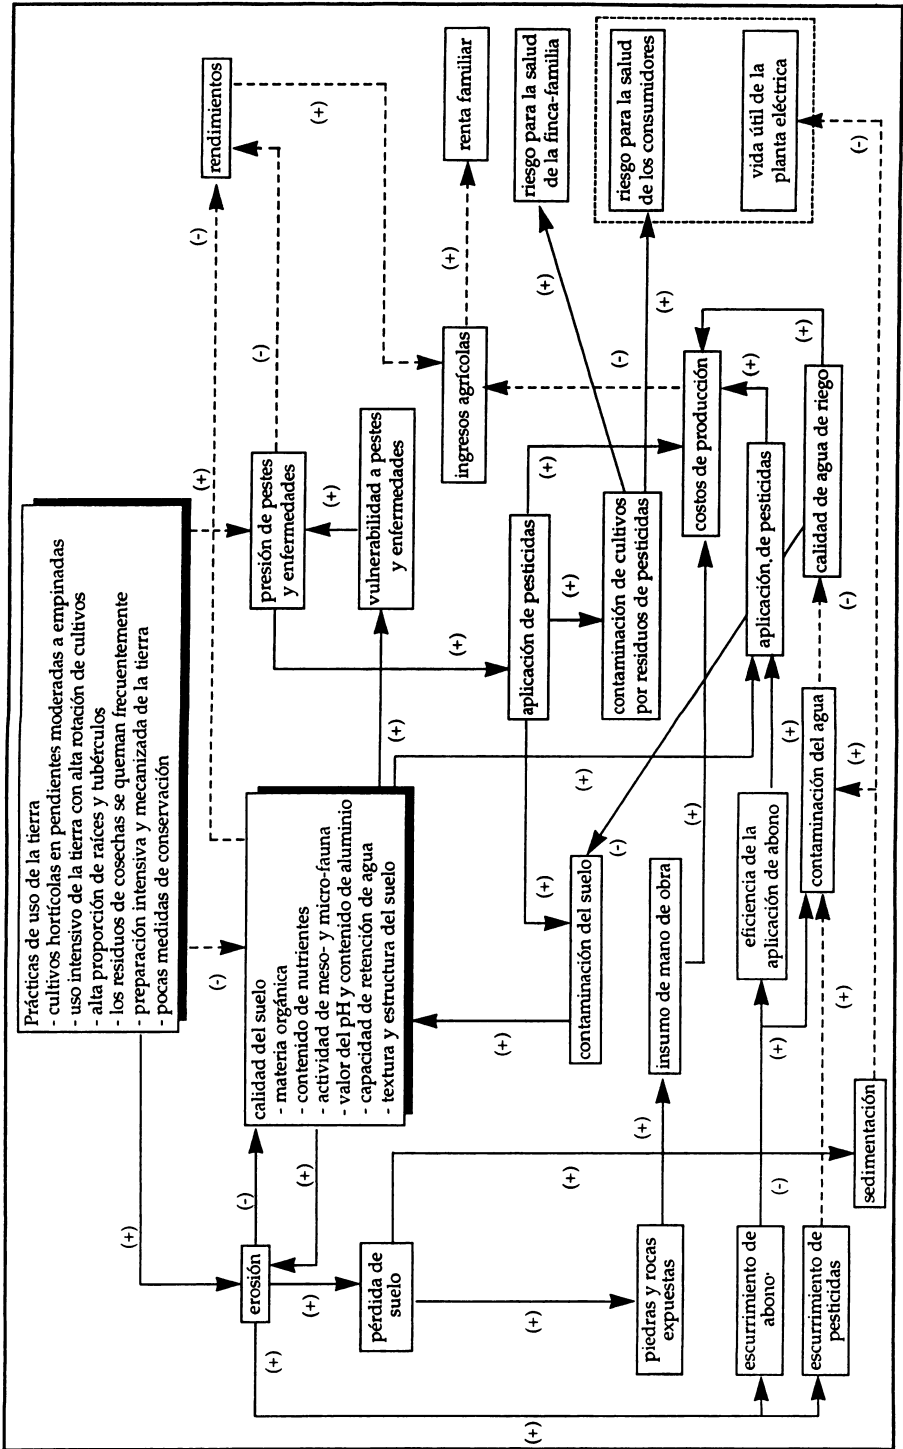 Prácticas de uso de la tierra
- cultivos hortícolas en pendientes moderadas a empinadas
- uso intensivo de la tierra con alta rotación de cultivos
- alta proporción de raíces y tubérculos
- los residuos de cosechas se queman frecuentemente
- preparación intensiva y mecanizada de la tierra
- pocas medidas de conservación
(+)
(-)
(+)
(-)
rendimientos
(+)
erosión
(-)
(+)
(+)
(+)
calidad del suelo
- materia orgánica
- contenido de nutrientes
- actividad de meso- y micro-fauna
- valor del pH y contenido de aluminio
- capacidad de retención de agua
- textura y estructura del suelo
presión de pestes
y enfermedades
(-)
(+)
vulnerabilidad a pestes
y enfermedades
(+)
(+)
ingresos agrícolas
(+)
renta familiar
pérdida de
suelo
(+)
(+)
(+)
aplicación de pesticidas
(+)
(+)
(+)
(-)
riesgo para la salud
de la finca-familia
(+)
contaminación del suelo
(-)
(+)
contaminación de cultivos
por residuos de pesticidas
(+)
riesgo para la salud
de los consumidores
piedras y rocas
expuestas
(+)
insumo de mano de obra
(+)
costos de producción
(+)
(+)
escurrimiento de
abono
(-)
(+)
eficiencia de la
aplicación de abono
(+)
aplicación de pesticidas
vida útil de la
planta eléctrica
(+)
escurrimiento de
pesticidas
(+)
contaminación del agua
(+)
(-)
calidad de agua de riego
(-)
sedimentación